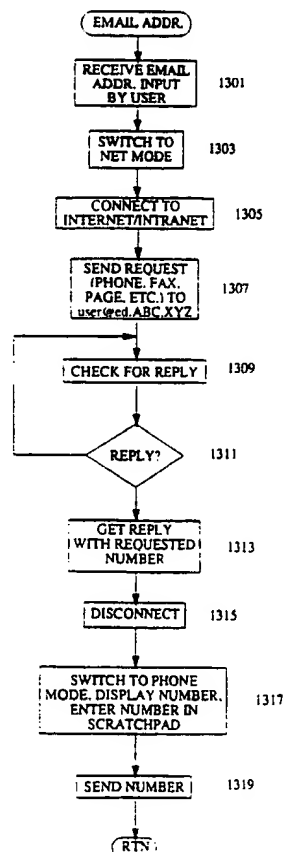 EMAIL ADDR.
RECEIVE EMAIL
ADDR. INPUT
BY USER
1301
SWITCH TO
NET MODE
1303
CONNECT TO
INTERNET/INTRANET
1305
SEND REQUEST
(PHONE. FAX.
PAGE. ETC.) TO
user@ed.ABC.XYZ
1307
CHECK FOR REPLY
1309
REPLY?
1311
GET REPLY
WITH REQUESTED
NUMBER
1313
DISCONNECT
1315
SWITCH TO PHONE
MODE. DISPLAY NUMBER.
ENTER NUMBER IN
SCRATCHPAD
1317
SEND NUMBER
1319
RTN